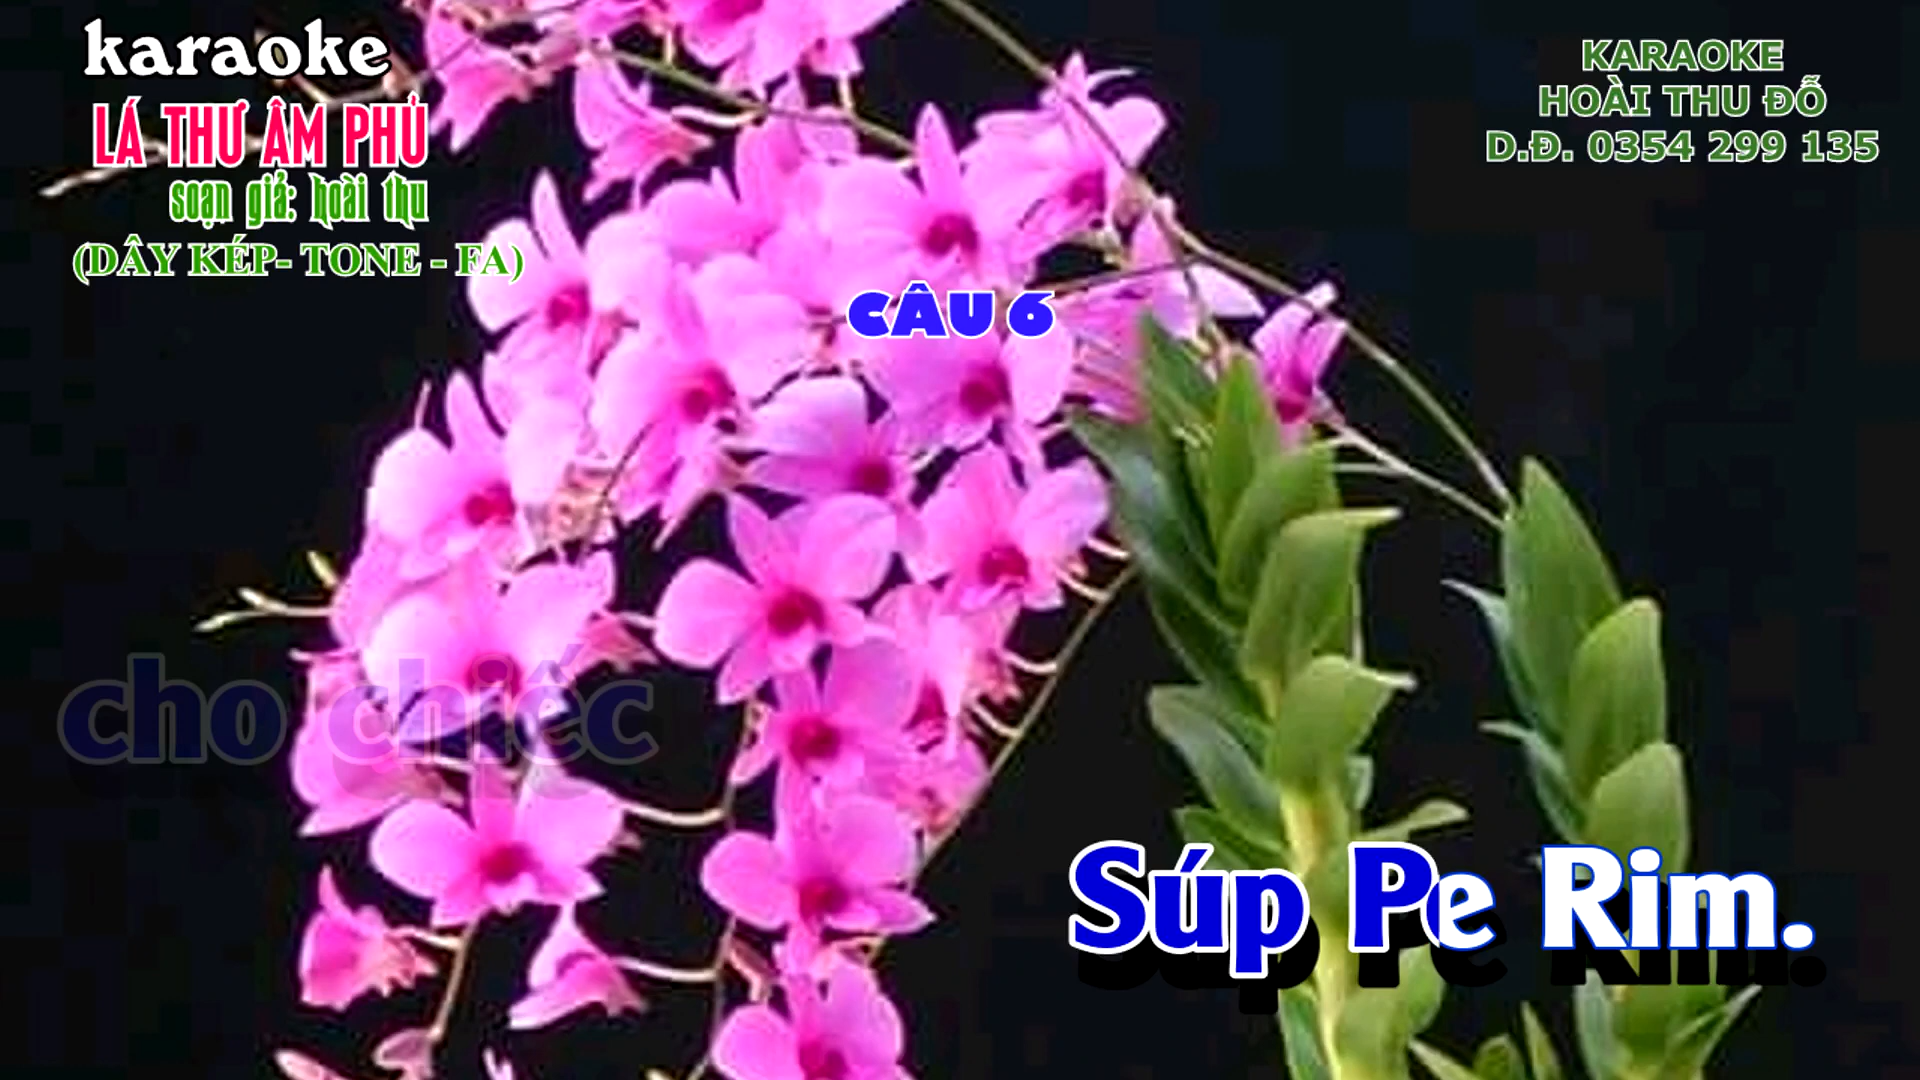 karaoke
LÁ THƯ ÂM PHỦ
soạn giả: hoài thu
(DÂY KÉP- TONE - FA)
KARAOKE
HOÀI THU ĐỖ
D.Đ. 0354 299 135
CÂU 6
cho chiếc
Súp Pe Rim.